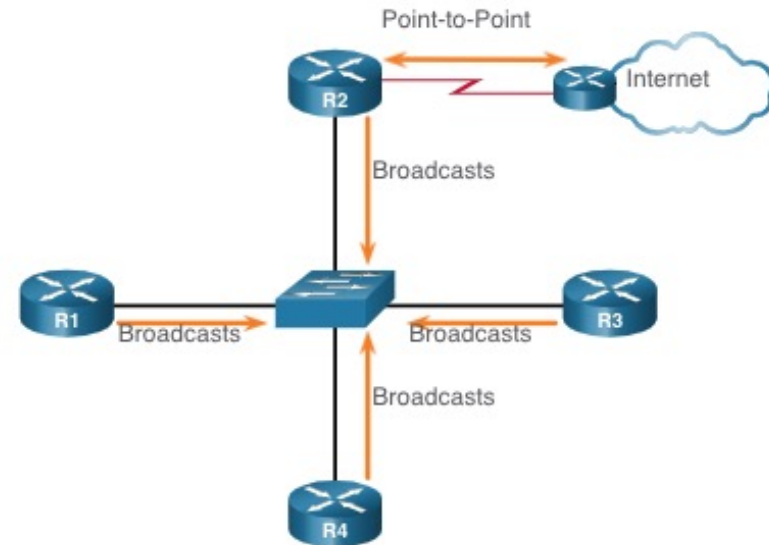 Point-to-Point
Internet
R2
Broadcasts
R1
R3
Broadcasts
Broadcasts
Broadcasts
R4